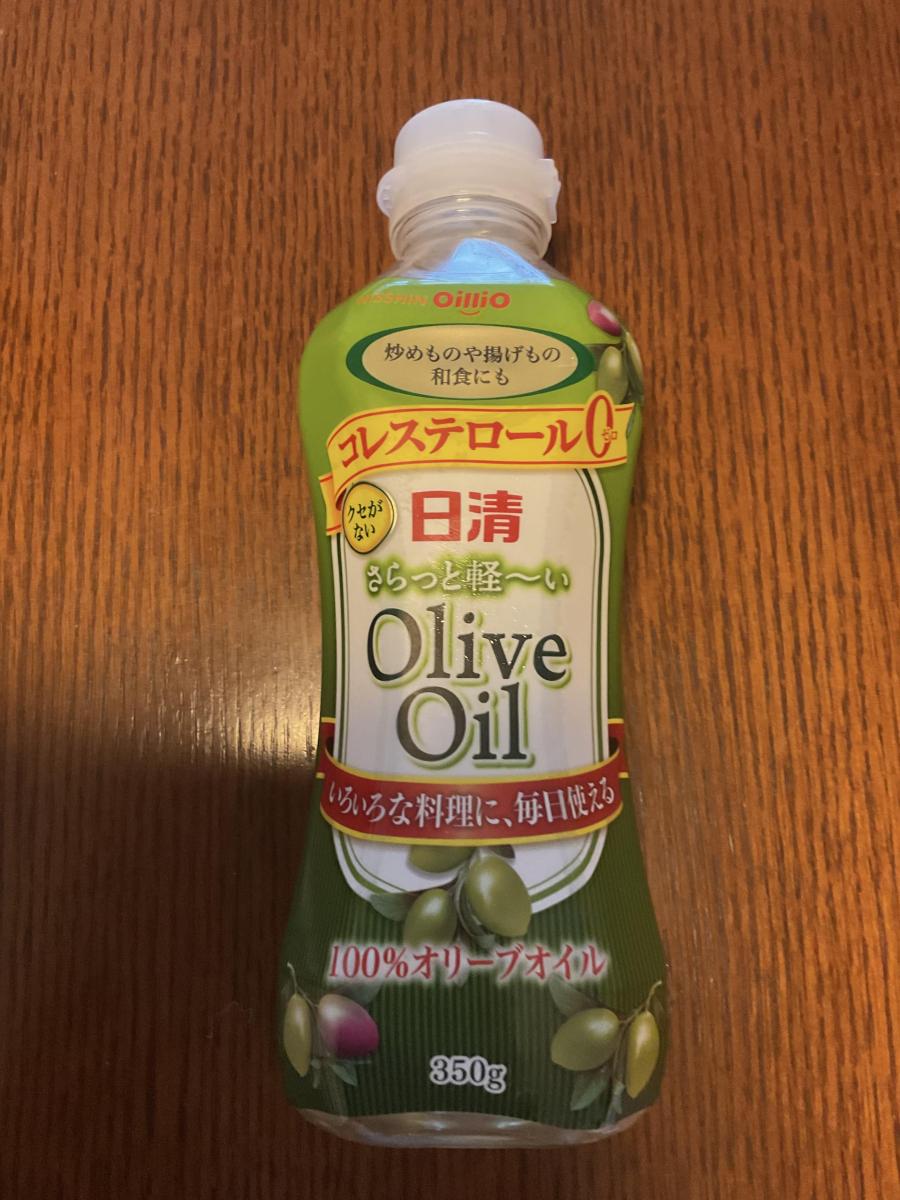 NISSHIN OilliO
炒めものや揚げもの
和食にも
コレステロール0
ゼロ
クセが
ない
日清
さらっと軽〜い
Olive
Oil
いろいろな料理に、毎日使える
100%オリーブオイル
350g